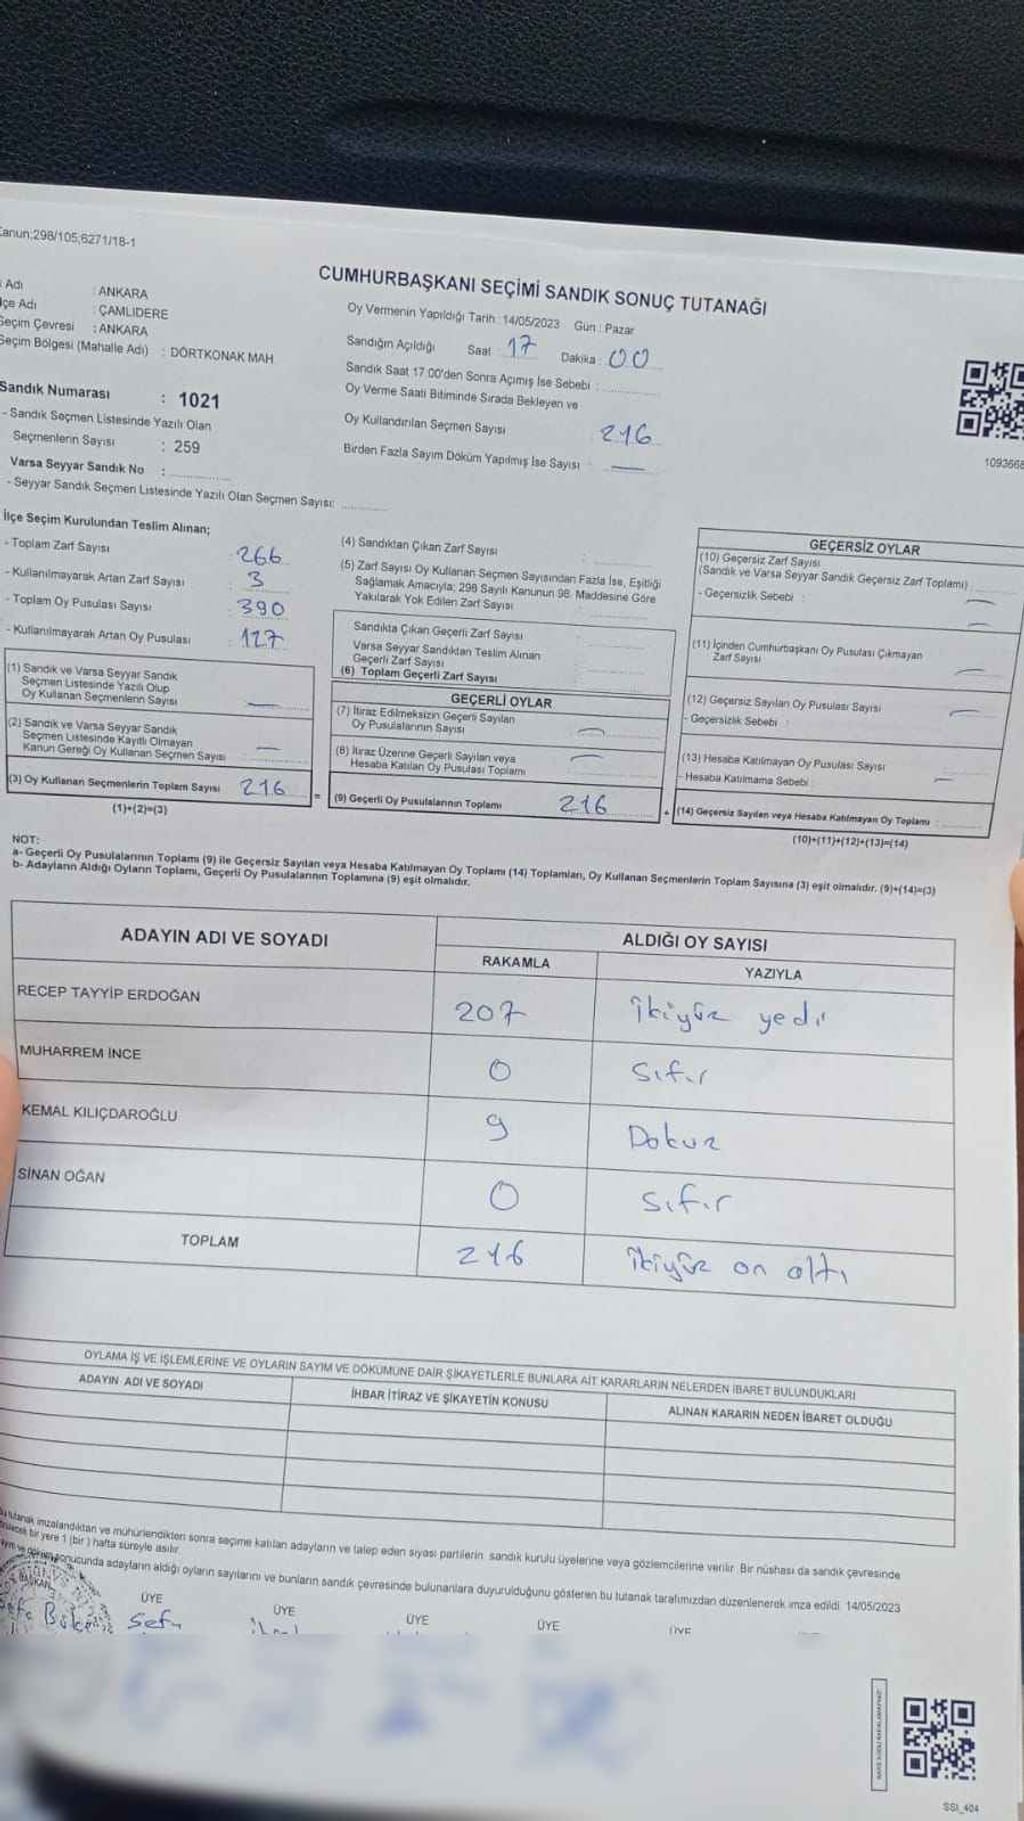 Kanun;298/105;6271/18-1
CUMHURBAŞKANI SEÇİMİ SANDIK SONUÇ TUTANAĞI
Adı : ANKARA
İlçe Adı : ÇAMLIDERE
Seçim Çevresi : ANKARA
Seçim Bölgesi (Mahalle Adı) : DÖRTKONAK MAH
Sandık Numarası : 1021
- Sandık Seçmen Listesinde Yazılı Olan
Seçmenlerin Sayısı : 259
Varsa Seyyar Sandık No :
- Seyyar Sandık Seçmen Listesinde Yazılı Olan Seçmen Sayısı:
Oy Vermenin Yapıldığı Tarih : 14/05/2023 Gün : Pazar
Sandığın Açıldığı Saat : 17 Dakika : 00
Sandık Saat 17.00'den Sonra Açımış İse Sebebi :
Oy Verme Saati Bitiminde Sırada Bekleyen ve
Oy Kullandırılan Seçmen Sayısı 216
Birden Fazla Sayım Döküm Yapılmış İse Sayısı —
1093668
İlçe Seçim Kurulundan Teslim Alınan;
- Toplam Zarf Sayısı 266
- Kullanılmayarak Artan Zarf Sayısı 3
- Toplam Oy Pusulası Sayısı 390
- Kullanılmayarak Artan Oy Pusulası 127
(1) Sandık ve Varsa Seyyar Sandık
Seçmen Listesinde Yazılı Olup
Oy Kullanan Seçmenlerin Sayısı —
(2) Sandık ve Varsa Seyyar Sandık
Seçmen Listesinde Kayıtlı Olmayan
Kanun Gereği Oy Kullanan Seçmen Sayısı —
(3) Oy Kullanan Seçmenlerin Toplam Sayısı 216
(1)+(2)=(3)
(4) Sandıktan Çıkan Zarf Sayısı
(5) Zarf Sayısı Oy Kullanan Seçmen Sayısından Fazla İse, Eşitliği
Sağlamak Amacıyla; 298 Sayılı Kanunun 98. Maddesine Göre
Yakılarak Yok Edilen Zarf Sayısı
Sandıkta Çıkan Geçerli Zarf Sayısı
Varsa Seyyar Sandıktan Teslim Alınan
Geçerli Zarf Sayısı
(6) Toplam Geçerli Zarf Sayısı
GEÇERLİ OYLAR
(7) İtiraz Edilmeksizin Geçerli Sayılan
Oy Pusulalarının Sayısı —
(8) İtiraz Üzerine Geçerli Sayılan veya
Hesaba Katılan Oy Pusulası Toplamı —
= (9) Geçerli Oy Pusulalarının Toplamı 216
GEÇERSİZ OYLAR
(10) Geçersiz Zarf Sayısı
(Sandık ve Varsa Seyyar Sandık Geçersiz Zarf Toplamı)
- Geçersizlik Sebebi : —
(11) İçinden Cumhurbaşkanı Oy Pusulası Çıkmayan
Zarf Sayısı —
(12) Geçersiz Sayılan Oy Pusulası Sayısı —
- Geçersizlik Sebebi :
(13) Hesaba Katılmayan Oy Pusulası Sayısı
- Hesaba Katılmama Sebebi —
+ (14) Geçersiz Sayılan veya Hesaba Katılmayan Oy Toplamı :
(10)+(11)+(12)+(13)=(14)
NOT:
a- Geçerli Oy Pusulalarının Toplamı (9) ile Geçersiz Sayılan veya Hesaba Katılmayan Oy Toplamı (14) Toplamları, Oy Kullanan Seçmenlerin Toplam Sayısına (3) eşit olmalıdır. (9)+(14)=(3)
b- Adayların Aldığı Oyların Toplamı, Geçerli Oy Pusulalarının Toplamına (9) eşit olmalıdır.
ADAYIN ADI VE SOYADI ALDIĞI OY SAYISI
RAKAMLA YAZIYLA
RECEP TAYYİP ERDOĞAN 207 ikiyüz yedi
MUHARREM İNCE 0 Sıfır
KEMAL KILIÇDAROĞLU 9 Dokuz
SİNAN OĞAN 0 Sıfır
TOPLAM 216 ikiyüz on altı
OYLAMA İŞ VE İŞLEMLERİNE VE OYLARIN SAYIM VE DÖKÜMÜNE DAİR ŞİKAYETLERLE BUNLARA AİT KARARLARIN NELERDEN İBARET BULUNDUKLARI
ADAYIN ADI VE SOYADI İHBAR İTİRAZ VE ŞİKAYETİN KONUSU ALINAN KARARIN NEDEN İBARET OLDUĞU
Bu tutanak imzalandıktan ve mühürlendikten sonra seçime katılan adayların ve talep eden siyasi partilerin sandık kurulu üyelerine veya gözlemcilerine verilir. Bir nüshası da sandık çevresinde
bir yere 1 (bir) hafta süreyle asılır.
sonucunda adayların aldığı oyların sayılarını ve bunların sandık çevresinde bulunanlara duyurulduğunu gösteren bu tutanak tarafımızdan düzenlenerek imza edildi. 14/05/2023
BAŞKAN ÜYE ÜYE ÜYE ÜYE ÜYE
SSI_404